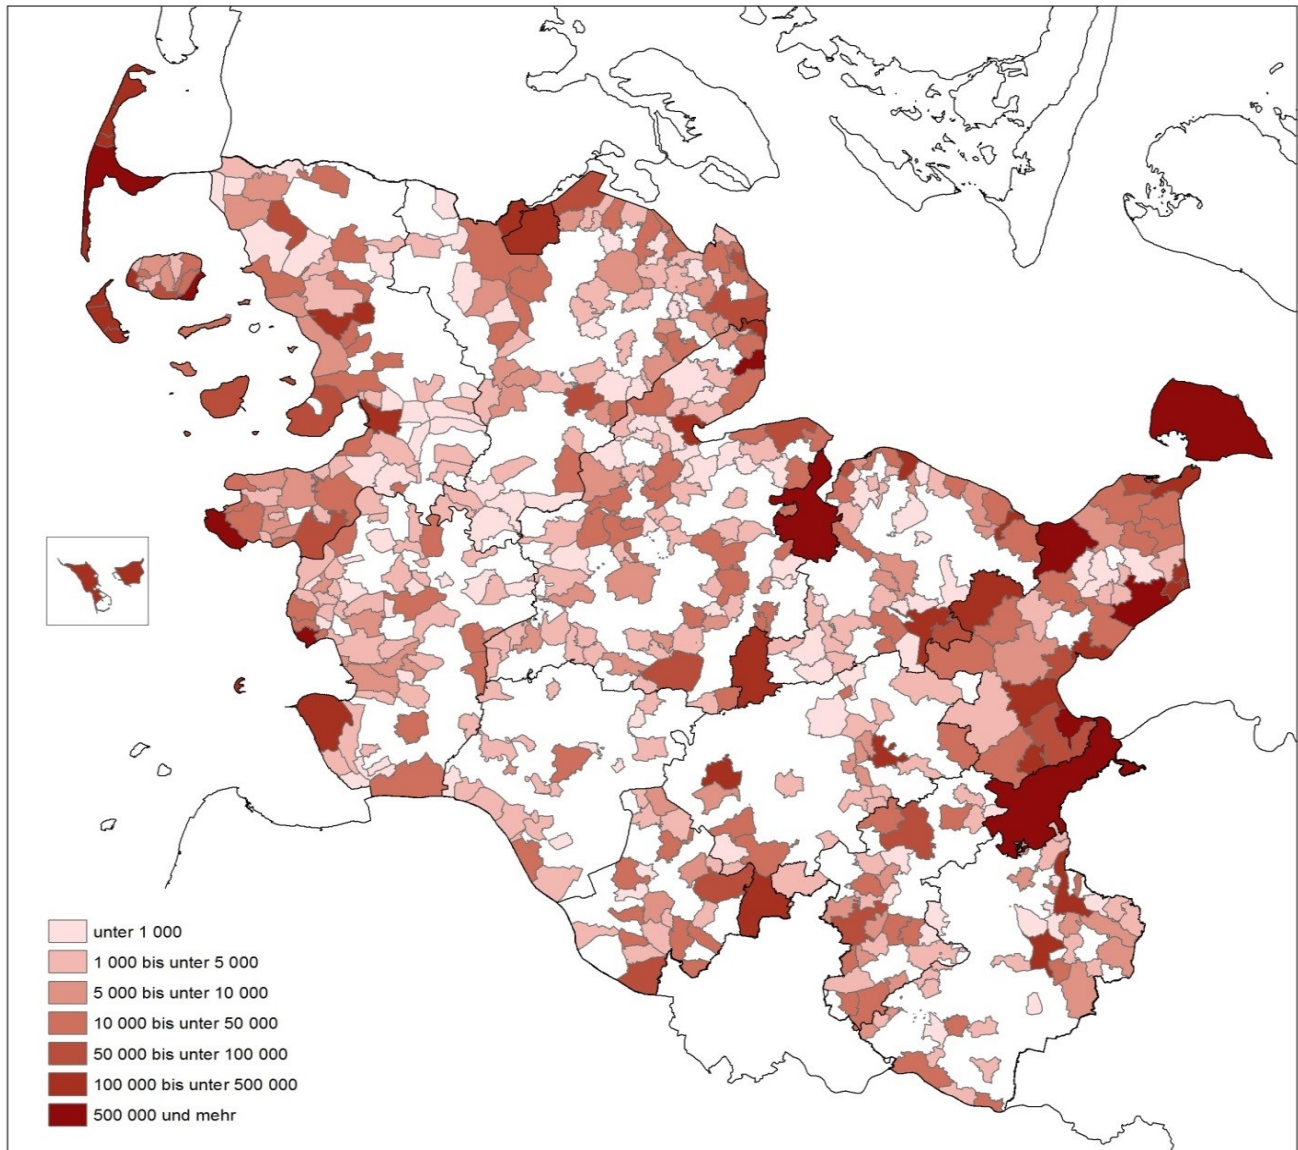 unter 1 000
1 000 bis unter 5 000
5 000 bis unter 10 000
10 000 bis unter 50 000
50 000 bis unter 100 000
100 000 bis unter 500 000
500 000 und mehr